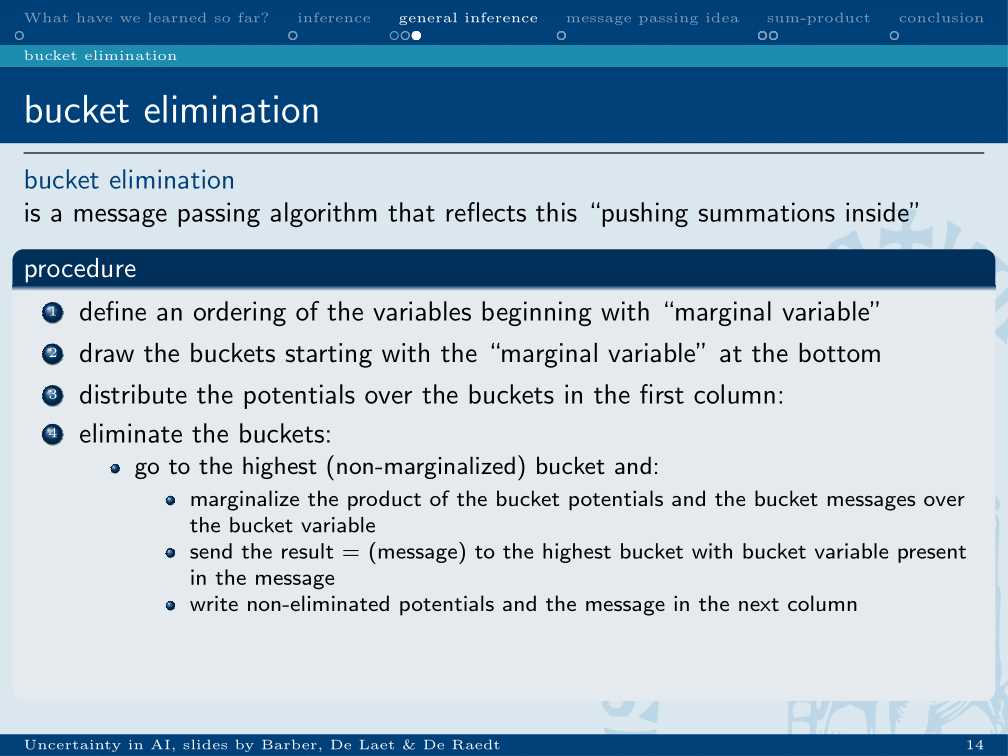 What have we learned so far? inference general inference message passing idea sum-product conclusion
bucket elimination
bucket elimination
bucket elimination
is a message passing algorithm that reflects this “pushing summations inside”
procedure
1 define an ordering of the variables beginning with “marginal variable”
2 draw the buckets starting with the “marginal variable” at the bottom
3 distribute the potentials over the buckets in the first column:
4 eliminate the buckets:
go to the highest (non-marginalized) bucket and:
marginalize the product of the bucket potentials and the bucket messages over
the bucket variable
send the result = (message) to the highest bucket with bucket variable present
in the message
write non-eliminated potentials and the message in the next column
Uncertainty in AI, slides by Barber, De Laet & De Raedt 14